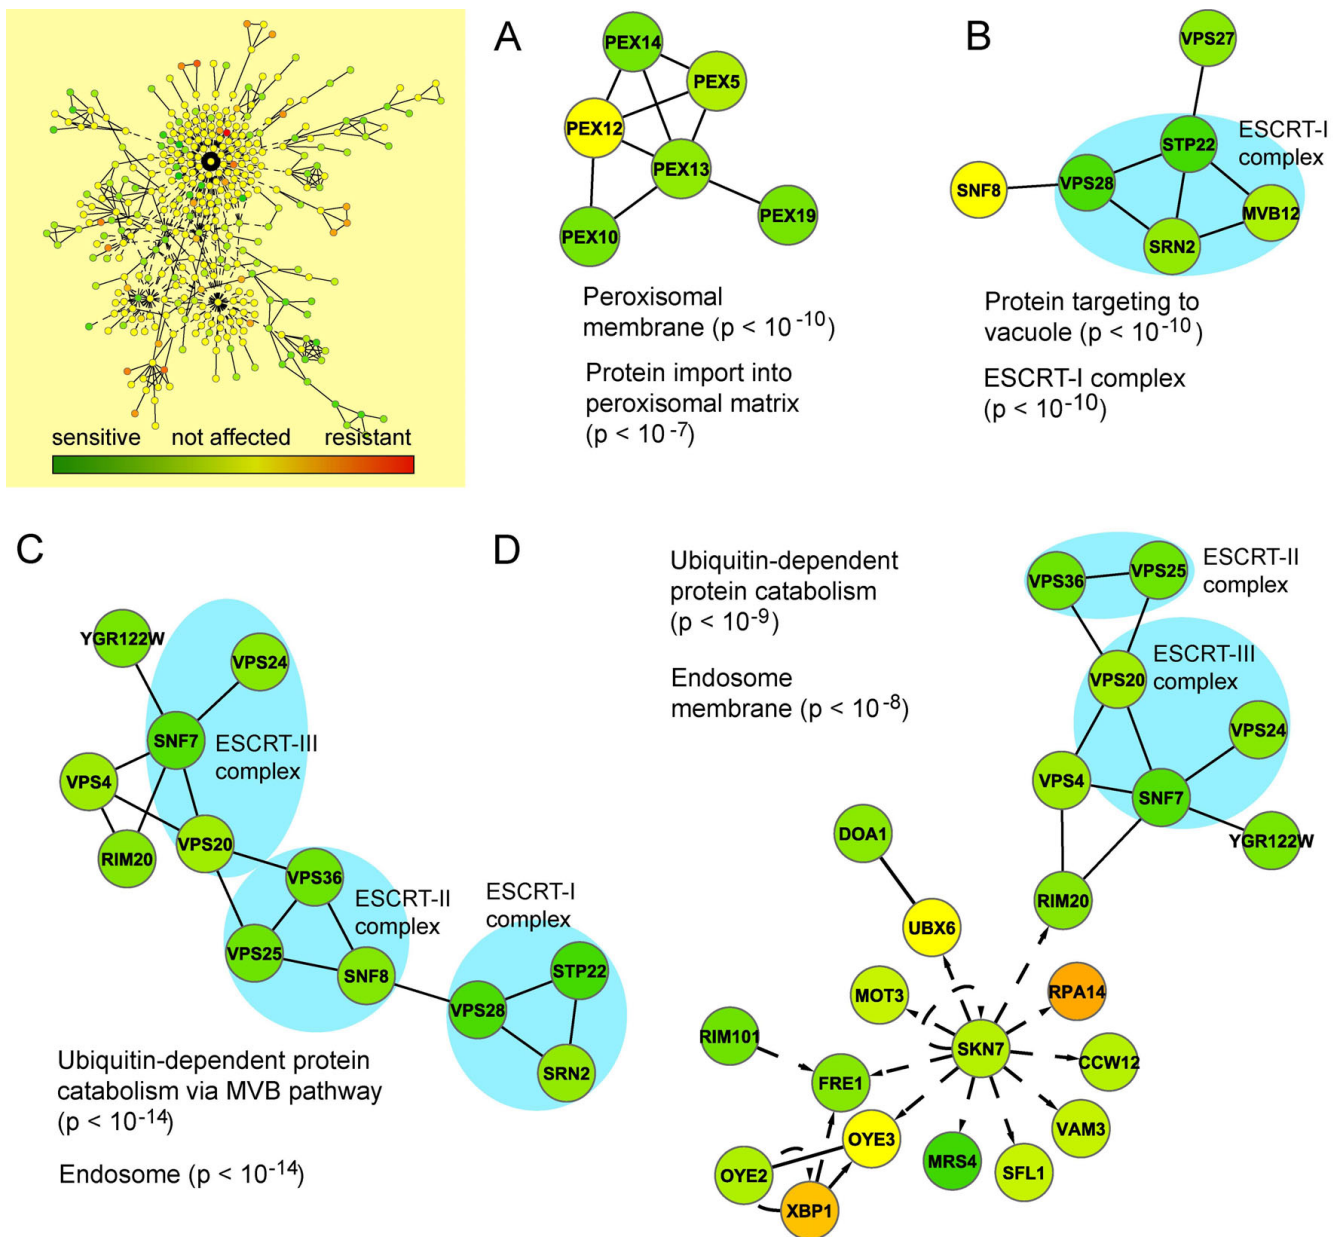 sensitive not affected resistant
A
PEX14
PEX5
PEX12
PEX13
PEX19
PEX10
Peroxisomal
membrane (p < 10 -10)
Protein import into
peroxisomal matrix
(p < 10 -7)
B
VPS27
ESCRT-I
complex
STP22
SNF8
VPS28
MVB12
SRN2
Protein targeting to
vacuole (p < 10 -10)
ESCRT-I complex
(p < 10 -10)
C
YGR122W
VPS24
SNF7
ESCRT-III
complex
VPS4
VPS20
RIM20
VPS36
ESCRT-II
complex
ESCRT-I
complex
VPS25
SNF8
STP22
VPS28
SRN2
Ubiquitin-dependent protein
catabolism via MVB pathway
(p < 10 -14)
Endosome (p < 10 -14)
D
Ubiquitin-dependent
protein catabolism
(p < 10 -9)
Endosome
membrane (p < 10 -8)
VPS36
VPS25
ESCRT-II
complex
ESCRT-III
complex
VPS20
VPS24
VPS4
SNF7
YGR122W
DOA1
RIM20
UBX6
MOT3
RPA14
RIM101
SKN7
CCW12
FRE1
VAM3
OYE3
MRS4
SFL1
OYE2
XBP1